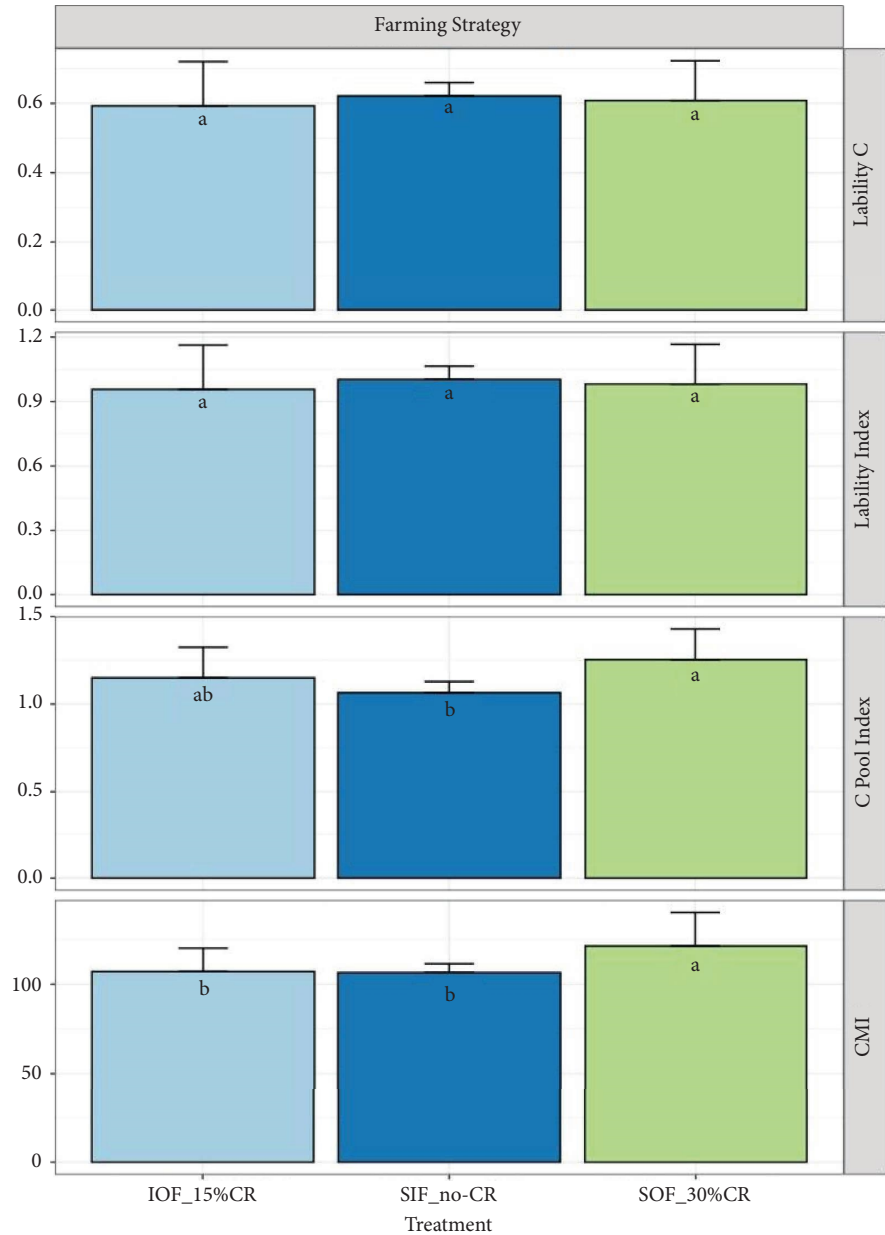 Farming Strategy
0.6
0.4
0.2
0.0
a
a
a
Lability C
1.2
0.9
0.6
0.3
0.0
a
a
a
Lability Index
1.5
1.0
0.5
0.0
ab
b
a
C Pool Index
100
50
0
b
b
a
CMI
IOF_15%CR
SIF_no-CR
SOF_30%CR
Treatment